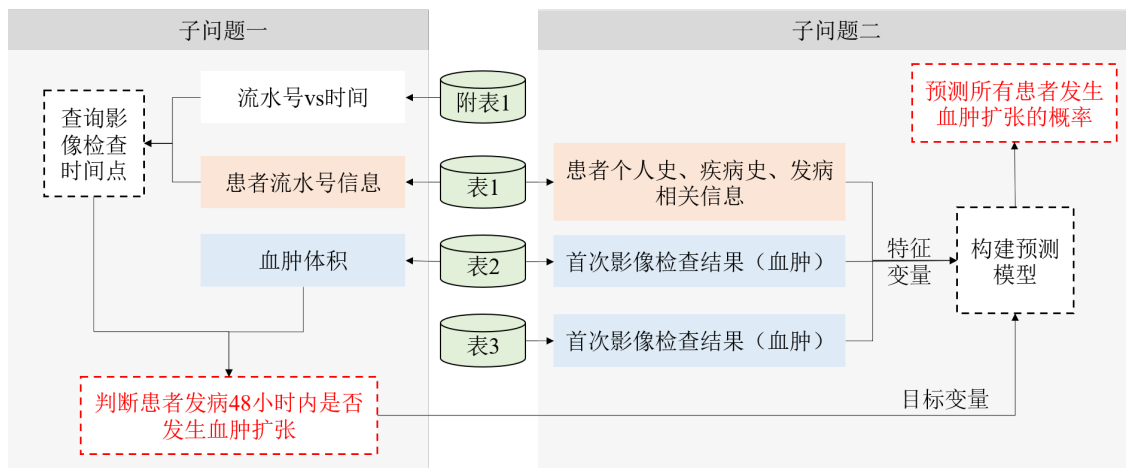 子问题一
子问题二
查询影
像检查
时间点
流水号vs时间
附表1
患者流水号信息
表1
血肿体积
表2
表3
判断患者发病48小时内是否
发生血肿扩张
患者个人史、疾病史、发病
相关信息
首次影像检查结果（血肿）
首次影像检查结果（血肿）
特征
变量
构建预测
模型
预测所有患者发生
血肿扩张的概率
目标变量